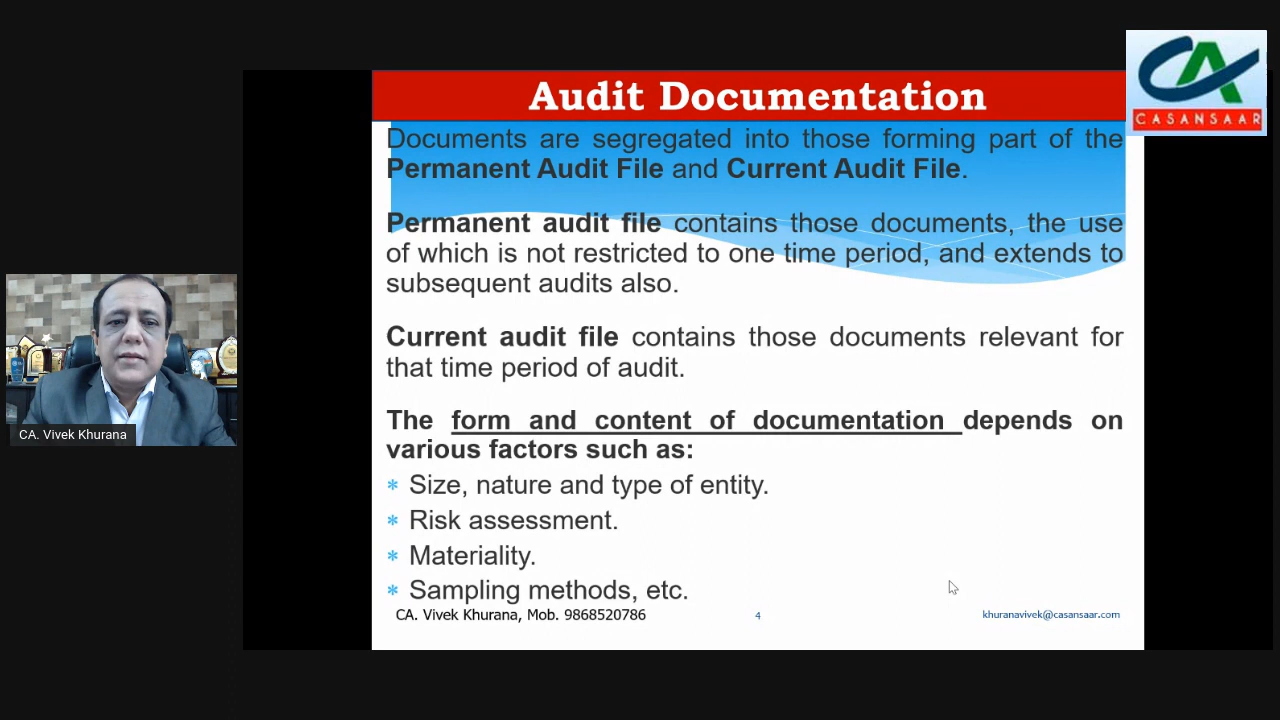 Audit Documentation
CASANSAAR
Documents are segregated into those forming part of the
Permanent Audit File and Current Audit File.
Permanent audit file contains those documents, the use
of which is not restricted to one time period, and extends to
subsequent audits also.
Current audit file contains those documents relevant for
that time period of audit.
The form and content of documentation depends on
various factors such as:
* Size, nature and type of entity.
* Risk assessment.
* Materiality.
* Sampling methods, etc.
CA. Vivek Khurana, Mob. 9868520786
4
khuranavivek@casansaar.com
CA. Vivek Khurana